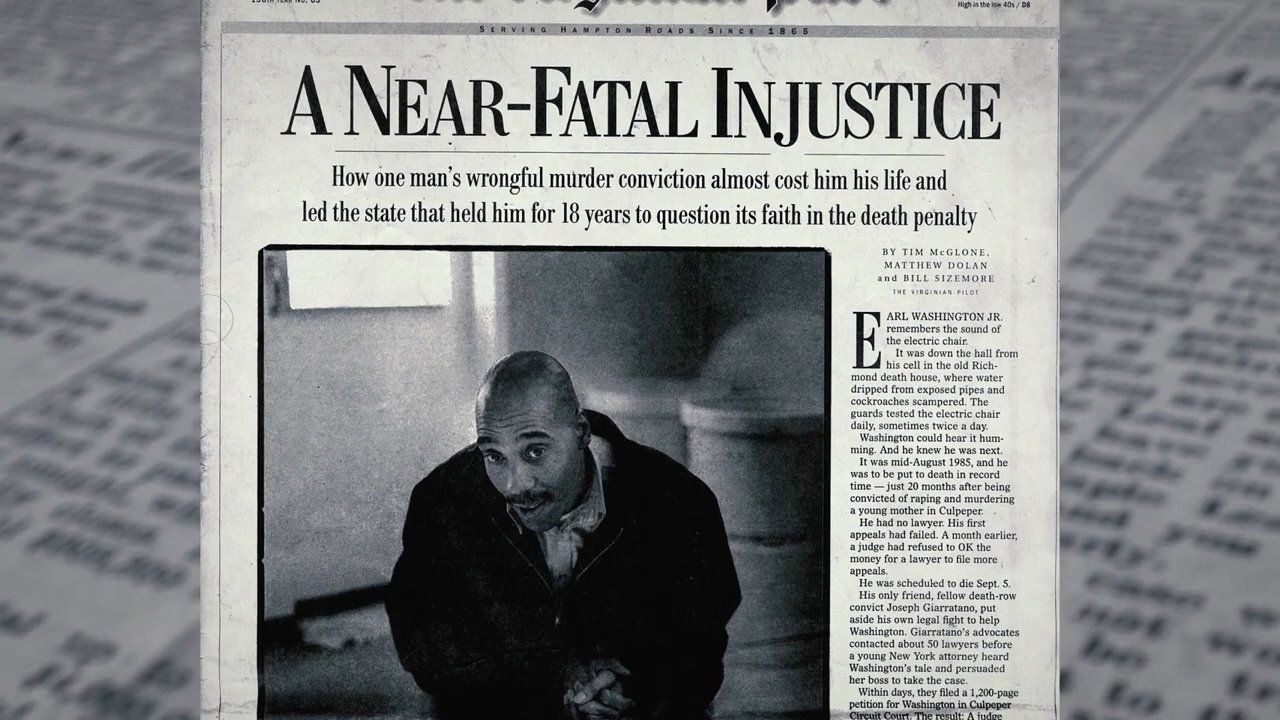 High in the low 40s / D8
SERVING HAMPTON ROADS SINCE 1865
A NEAR-FATAL INJUSTICE
How one man's wrongful murder conviction almost cost him his life and
led the state that held him for 18 years to question its faith in the death penalty
BY TIM McGLONE,
MATTHEW DOLAN
and BILL SIZEMORE
THE VIRGINIAN-PILOT
EARL WASHINGTON JR.
remembers the sound of
the electric chair.
It was down the hall from
his cell in the old Rich-
mond death house, where water
dripped from exposed pipes and
cockroaches scampered. The
guards tested the electric chair
daily, sometimes twice a day.
Washington could hear it hum-
ming. And he knew he was next.
It was mid-August 1985, and he
was to be put to death in record
time — just 20 months after being
convicted of raping and murdering
a young mother in Culpeper.
He had no lawyer. His first
appeals had failed. A month earlier,
a judge had refused to OK the
money for a lawyer to file more
appeals.
He was scheduled to die Sept. 5.
His only friend, fellow death-row
convict Joseph Giarratano, put
aside his own legal fight to help
Washington. Giarratano's advocates
contacted about 50 lawyers before
a young New York attorney heard
Washington's tale and persuaded
her boss to take the case.
Within days, they filed a 1,200-page
petition for Washington in Culpeper
Circuit Court. The result: A judge